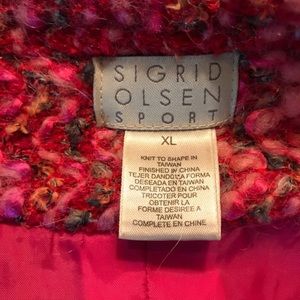 SIGRID
OLSEN
SPORT
XL
KNIT TO SHAPE IN
TAIWAN
FINISHED IN CHINA
TEJER DANDOLA FORMA
DESEADA EN TAIWAN
COMPLETADO EN CHINA
TRICOTER POUR
OBTENIR LA
FORME DESIREE A
TAIWAN
COMPLETE EN CHINE